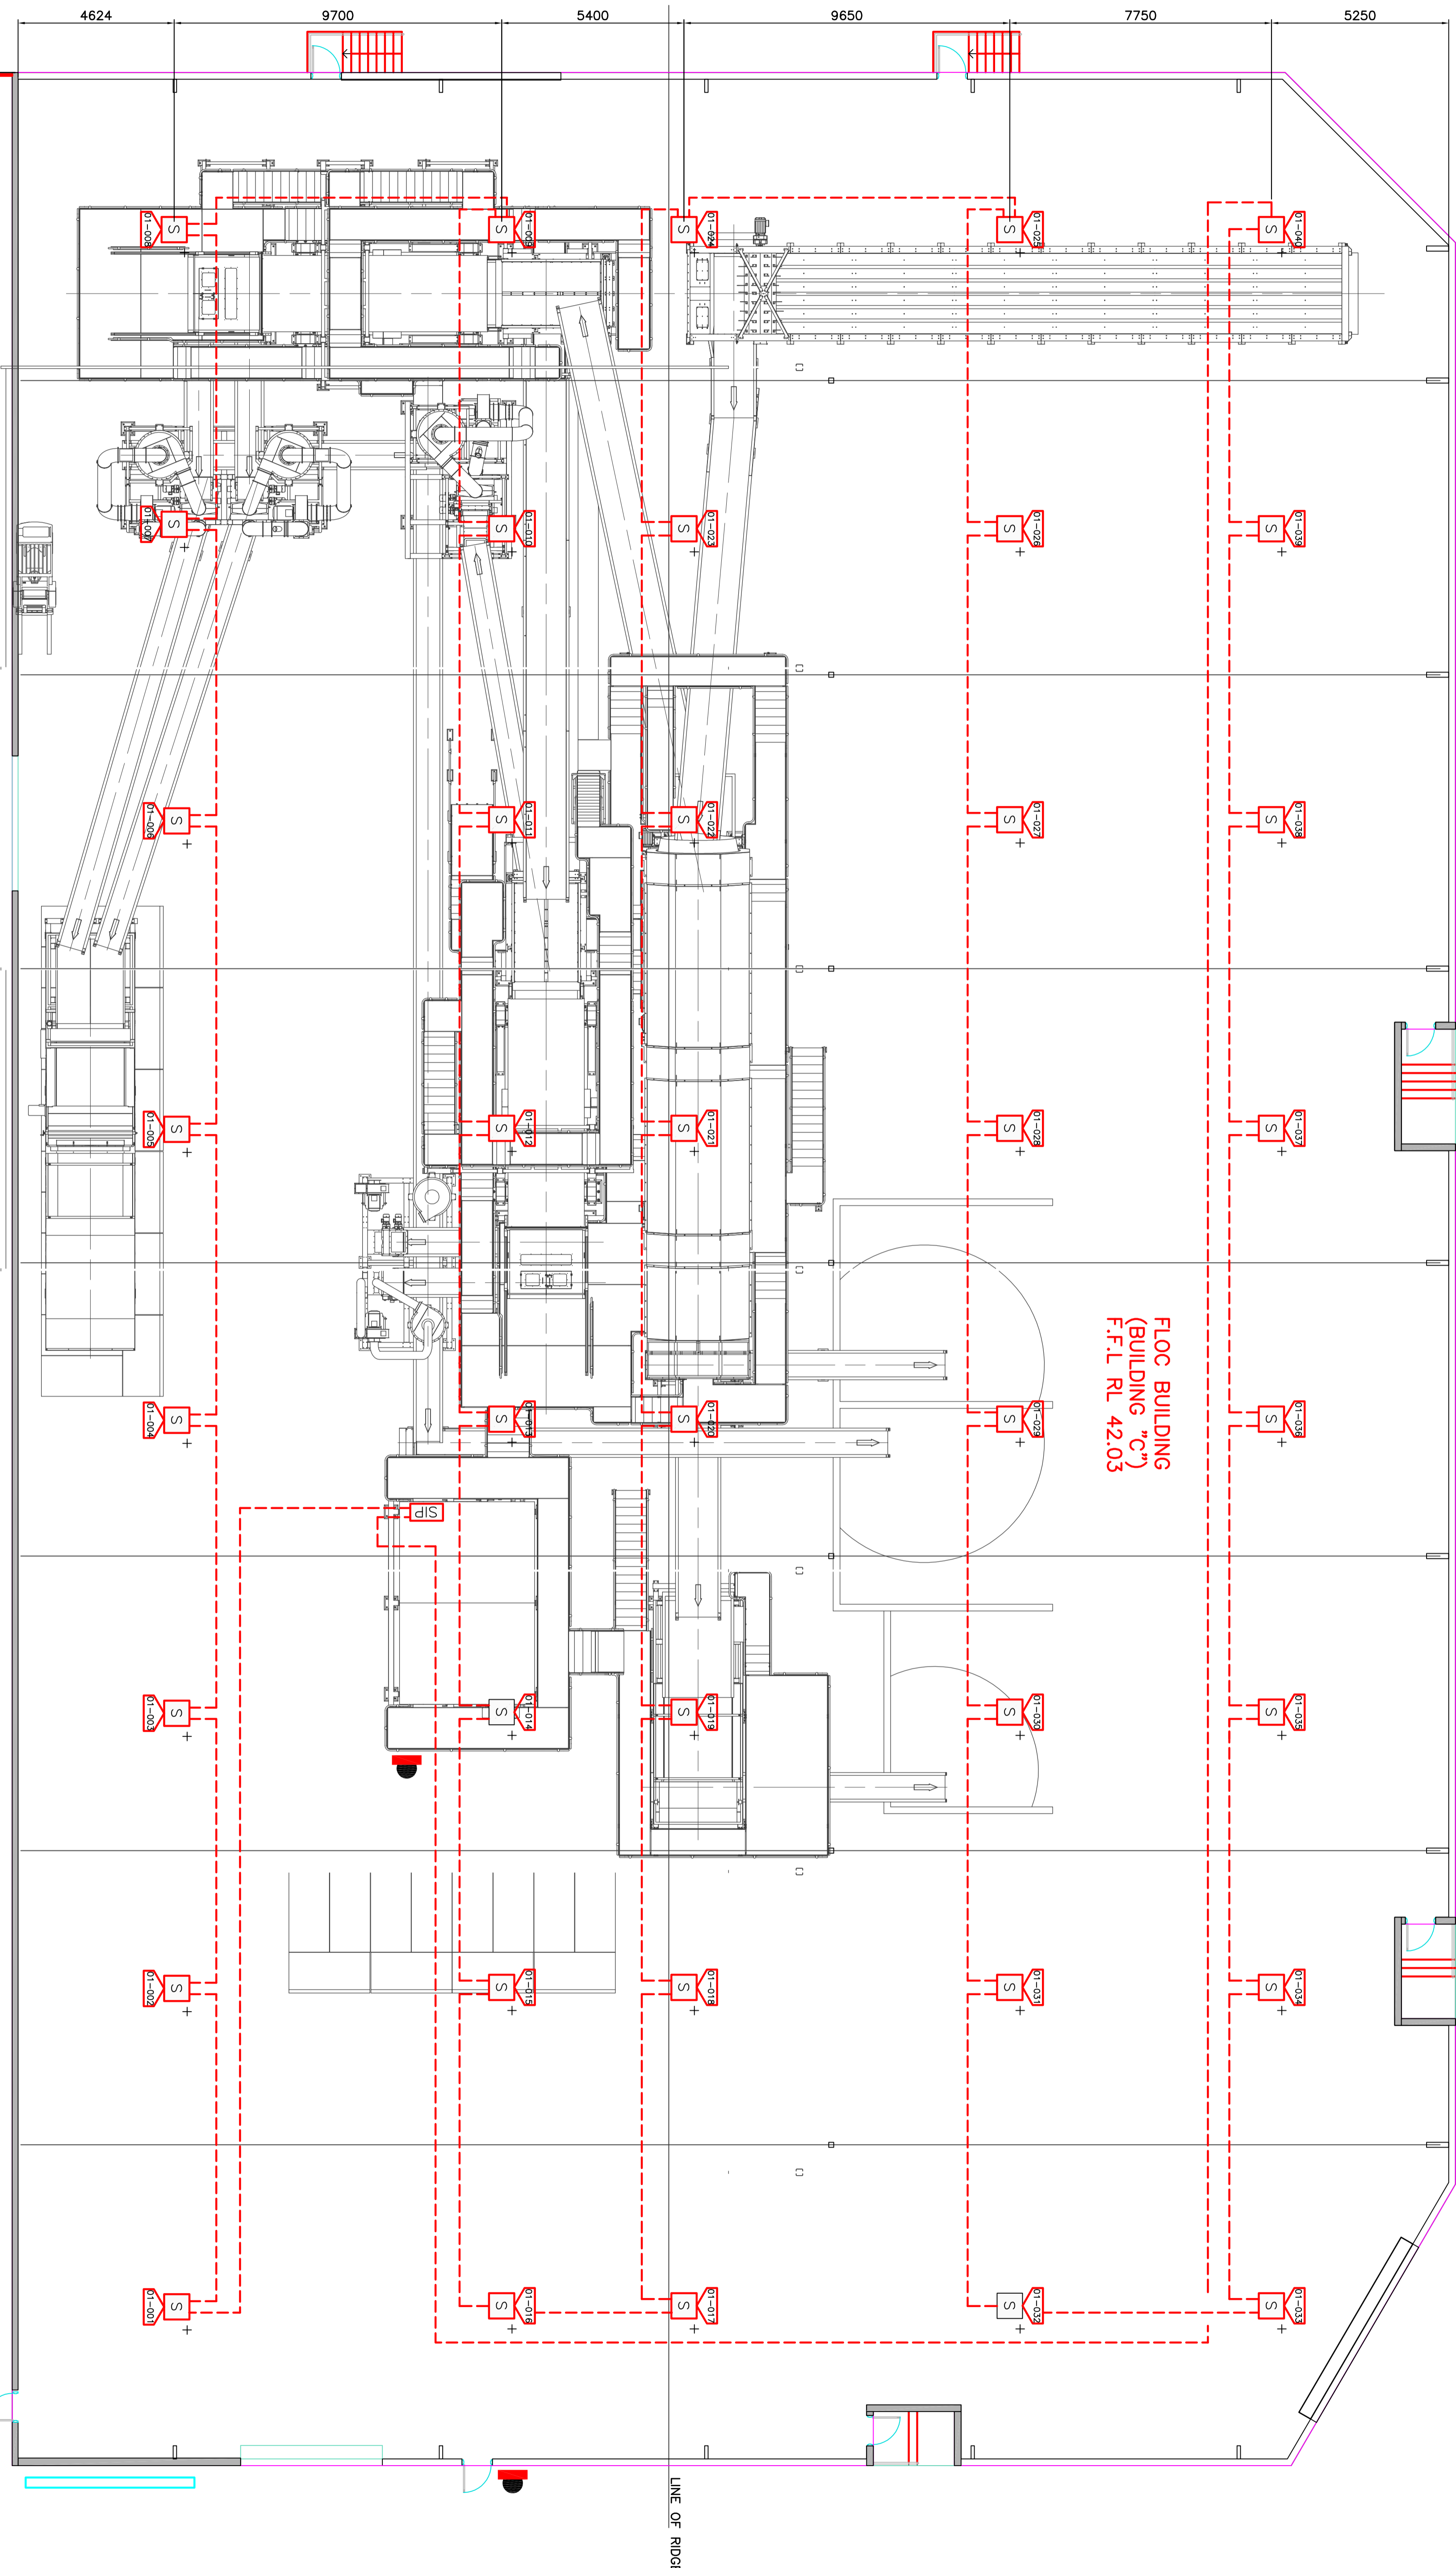 4624
9700
5400
9650
7750
5250
01-008
S
01-009
S
01-024
S
01-025
S
01-040
S
01-007
S
01-010
S
01-023
S
01-026
S
01-039
S
01-006
S
01-011
S
01-022
S
01-027
S
01-038
S
01-005
S
01-012
S
01-021
S
01-028
S
01-037
S
FLOC BUILDING
(BUILDING "C")
F.F.L RL 42.03
01-004
S
01-013
S
01-020
S
01-029
S
01-036
S
SIP
01-003
S
01-014
S
01-019
S
01-030
S
01-035
S
01-002
S
01-015
S
01-018
S
01-031
S
01-034
S
01-001
S
01-016
S
01-017
S
01-032
S
01-033
S
LINE OF RIDGE